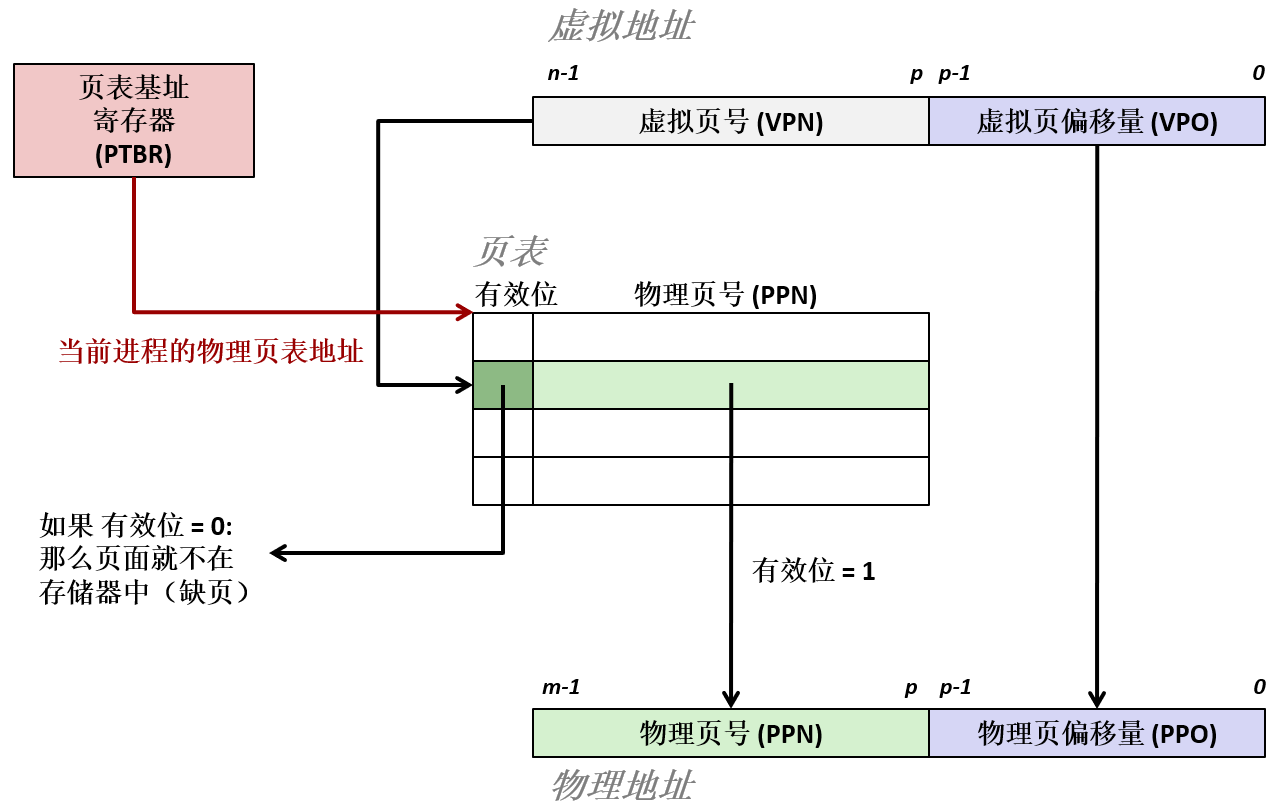 虚拟地址
页表基址
寄存器
(PTBR)
n-1 p p-1 0
虚拟页号 (VPN) 虚拟页偏移量 (VPO)
页表
有效位 物理页号 (PPN)
当前进程的物理页表地址
如果 有效位 = 0:
那么页面就不在
存储器中（缺页）
有效位 = 1
m-1 p p-1 0
物理页号 (PPN) 物理页偏移量 (PPO)
物理地址